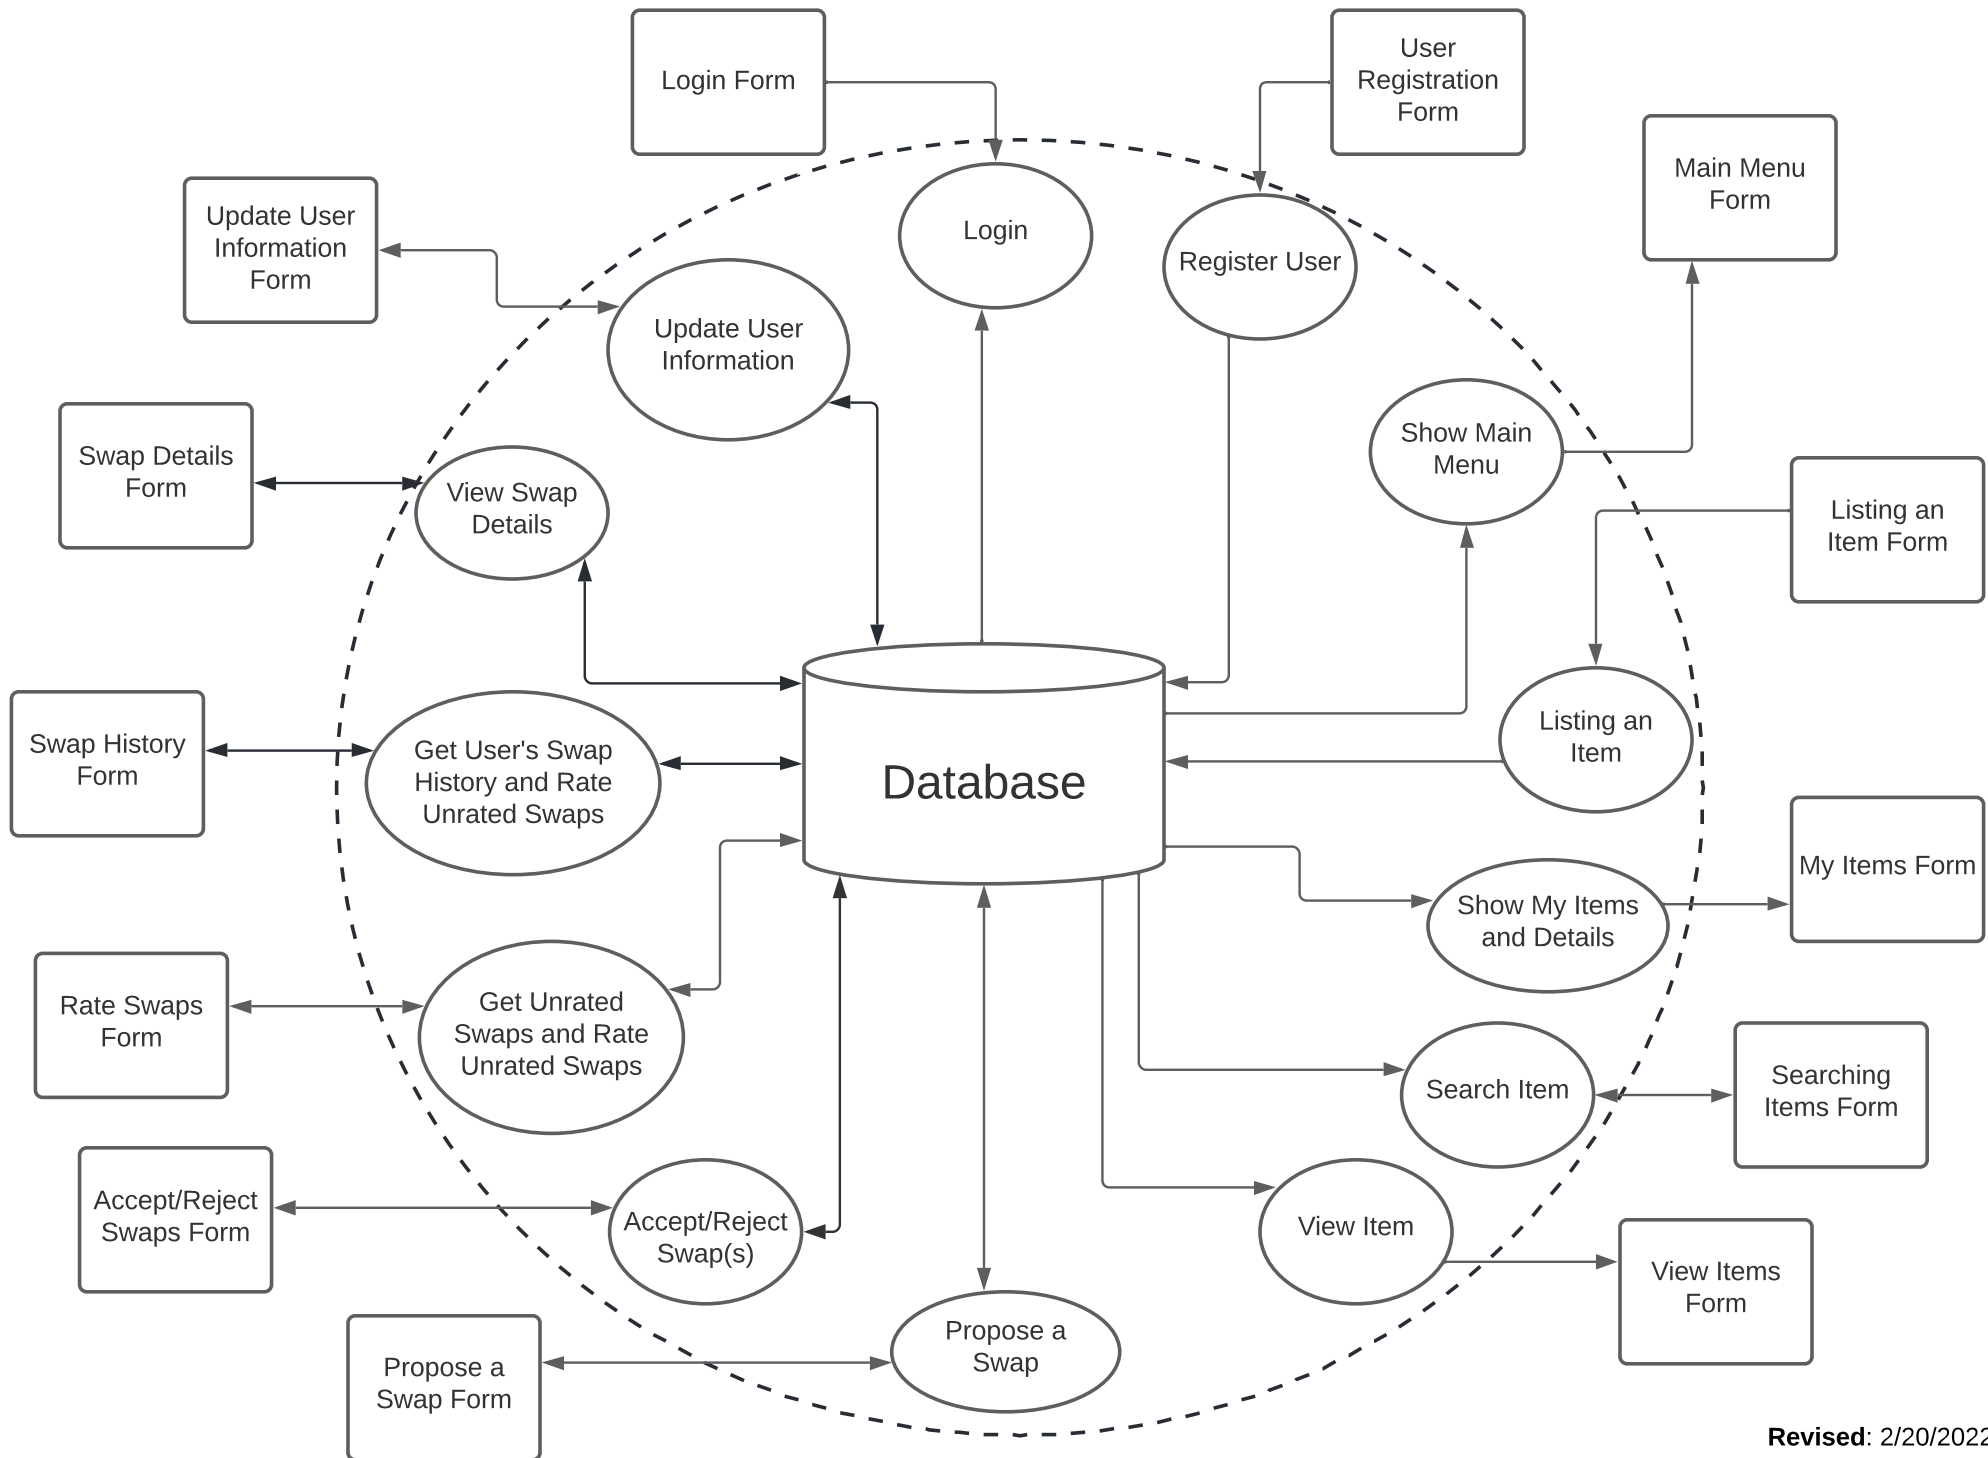 Login Form
User
Registration
Form
Main Menu
Form
Update User
Information
Form
Login
Register User
Update User
Information
Show Main
Menu
Swap Details
Form
View Swap
Details
Listing an
Item Form
Swap History
Form
Get User's Swap
History and Rate
Unrated Swaps
Database
Listing an
Item
My Items Form
Show My Items
and Details
Rate Swaps
Form
Get Unrated
Swaps and Rate
Unrated Swaps
Search Item
Searching
Items Form
Accept/Reject
Swaps Form
Accept/Reject
Swap(s)
View Item
View Items
Form
Propose a
Swap Form
Propose a
Swap
Revised: 2/20/2022